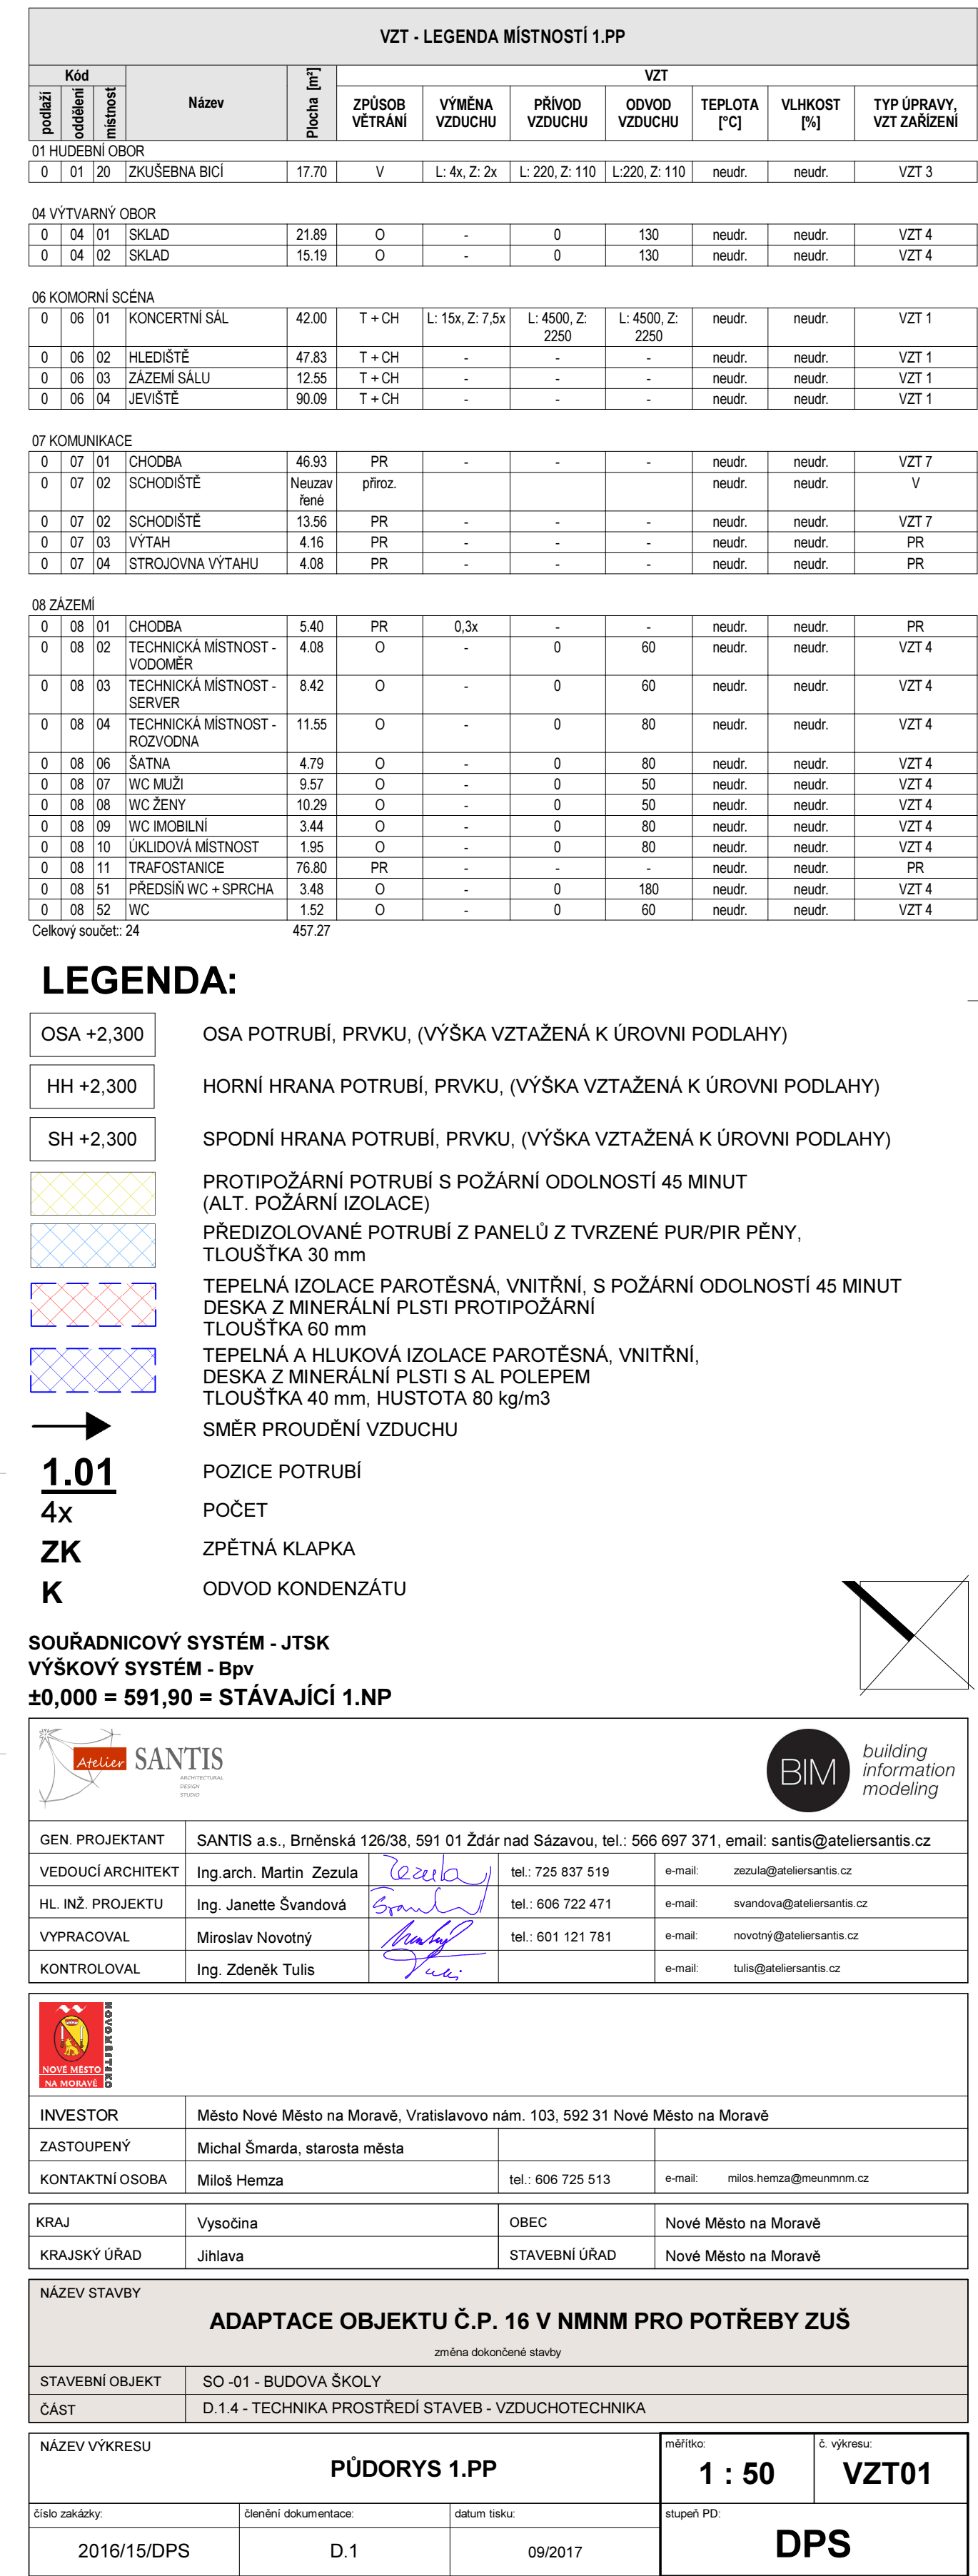 VZT - LEGENDA MÍSTNOSTÍ 1.PP
Kód Název Plocha [m²] VZT
podlaží oddělení místnost ZPŮSOB VĚTRÁNÍ VÝMĚNA VZDUCHU PŘÍVOD VZDUCHU ODVOD VZDUCHU TEPLOTA [°C] VLHKOST [%] TYP ÚPRAVY, VZT ZAŘÍZENÍ
01 HUDEBNÍ OBOR
0 01 20 ZKUŠEBNA BICÍ 17.70 V L: 4x, Z: 2x L: 220, Z: 110 L:220, Z: 110 neudr. neudr. VZT 3
04 VÝTVARNÝ OBOR
0 04 01 SKLAD 21.89 O - 0 130 neudr. neudr. VZT 4
0 04 02 SKLAD 15.19 O - 0 130 neudr. neudr. VZT 4
06 KOMORNÍ SCÉNA
0 06 01 KONCERTNÍ SÁL 42.00 T + CH L: 15x, Z: 7,5x L: 4500, Z: 2250 L: 4500, Z: 2250 neudr. neudr. VZT 1
0 06 02 HLEDIŠTĚ 47.83 T + CH - - - neudr. neudr. VZT 1
0 06 03 ZÁZEMÍ SÁLU 12.55 T + CH - - - neudr. neudr. VZT 1
0 06 04 JEVIŠTĚ 90.09 T + CH - - - neudr. neudr. VZT 1
07 KOMUNIKACE
0 07 01 CHODBA 46.93 PR - - - neudr. neudr. VZT 7
0 07 02 SCHODIŠTĚ Neuzavřené přiroz. neudr. neudr. V
0 07 02 SCHODIŠTĚ 13.56 PR - - - neudr. neudr. VZT 7
0 07 03 VÝTAH 4.16 PR - - - neudr. neudr. PR
0 07 04 STROJOVNA VÝTAHU 4.08 PR - - - neudr. neudr. PR
08 ZÁZEMÍ
0 08 01 CHODBA 5.40 PR 0,3x - - neudr. neudr. PR
0 08 02 TECHNICKÁ MÍSTNOST - VODOMĚR 4.08 O - 0 60 neudr. neudr. VZT 4
0 08 03 TECHNICKÁ MÍSTNOST - SERVER 8.42 O - 0 60 neudr. neudr. VZT 4
0 08 04 TECHNICKÁ MÍSTNOST - ROZVODNA 11.55 O - 0 80 neudr. neudr. VZT 4
0 08 06 ŠATNA 4.79 O - 0 80 neudr. neudr. VZT 4
0 08 07 WC MUŽI 9.57 O - 0 50 neudr. neudr. VZT 4
0 08 08 WC ŽENY 10.29 O - 0 50 neudr. neudr. VZT 4
0 08 09 WC IMOBILNÍ 3.44 O - 0 80 neudr. neudr. VZT 4
0 08 10 ÚKLIDOVÁ MÍSTNOST 1.95 O - 0 80 neudr. neudr. VZT 4
0 08 11 TRAFOSTANICE 76.80 PR - - - neudr. neudr. PR
0 08 51 PŘEDSÍŇ WC + SPRCHA 3.48 O - 0 180 neudr. neudr. VZT 4
0 08 52 WC 1.52 O - 0 60 neudr. neudr. VZT 4
Celkový součet:: 24 457.27
LEGENDA:
OSA +2,300 OSA POTRUBÍ, PRVKU, (VÝŠKA VZTAŽENÁ K ÚROVNI PODLAHY)
HH +2,300 HORNÍ HRANA POTRUBÍ, PRVKU, (VÝŠKA VZTAŽENÁ K ÚROVNI PODLAHY)
SH +2,300 SPODNÍ HRANA POTRUBÍ, PRVKU, (VÝŠKA VZTAŽENÁ K ÚROVNI PODLAHY)
PROTIPOŽÁRNÍ POTRUBÍ S POŽÁRNÍ ODOLNOSTÍ 45 MINUT
(ALT. POŽÁRNÍ IZOLACE)
PŘEDIZOLOVANÉ POTRUBÍ Z PANELŮ Z TVRZENÉ PUR/PIR PĚNY,
TLOUŠŤKA 30 mm
TEPELNÁ IZOLACE PAROTĚSNÁ, VNITŘNÍ, S POŽÁRNÍ ODOLNOSTÍ 45 MINUT
DESKA Z MINERÁLNÍ PLSTI PROTIPOŽÁRNÍ
TLOUŠŤKA 60 mm
TEPELNÁ A HLUKOVÁ IZOLACE PAROTĚSNÁ, VNITŘNÍ,
DESKA Z MINERÁLNÍ PLSTI S AL POLEPEM
TLOUŠŤKA 40 mm, HUSTOTA 80 kg/m3
SMĚR PROUDĚNÍ VZDUCHU
1.01 POZICE POTRUBÍ
4x POČET
ZK ZPĚTNÁ KLAPKA
K ODVOD KONDENZÁTU
SOUŘADNICOVÝ SYSTÉM - JTSK
VÝŠKOVÝ SYSTÉM - Bpv
±0,000 = 591,90 = STÁVAJÍCÍ 1.NP
Atelier SANTIS
ARCHITECTURAL
DESIGN
STUDIO
BIM building
information
modeling
GEN. PROJEKTANT SANTIS a.s., Brněnská 126/38, 591 01 Žďár nad Sázavou, tel.: 566 697 371, email: santis@ateliersantis.cz
VEDOUCÍ ARCHITEKT Ing.arch. Martin Zezula Zezula tel.: 725 837 519 e-mail: zezula@ateliersantis.cz
HL. INŽ. PROJEKTU Ing. Janette Švandová tel.: 606 722 471 e-mail: svandova@ateliersantis.cz
VYPRACOVAL Miroslav Novotný tel.: 601 121 781 e-mail: novotný@ateliersantis.cz
KONTROLOVAL Ing. Zdeněk Tulis e-mail: tulis@ateliersantis.cz
NOVOMĚSTSKO
NOVÉ MĚSTO
NA MORAVĚ
INVESTOR Město Nové Město na Moravě, Vratislavovo nám. 103, 592 31 Nové Město na Moravě
ZASTOUPENÝ Michal Šmarda, starosta města
KONTAKTNÍ OSOBA Miloš Hemza tel.: 606 725 513 e-mail: milos.hemza@meunmnm.cz
KRAJ Vysočina OBEC Nové Město na Moravě
KRAJSKÝ ÚŘAD Jihlava STAVEBNÍ ÚŘAD Nové Město na Moravě
NÁZEV STAVBY
ADAPTACE OBJEKTU Č.P. 16 V NMNM PRO POTŘEBY ZUŠ
změna dokončené stavby
STAVEBNÍ OBJEKT SO -01 - BUDOVA ŠKOLY
ČÁST D.1.4 - TECHNIKA PROSTŘEDÍ STAVEB - VZDUCHOTECHNIKA
NÁZEV VÝKRESU měřítko: č. výkresu:
PŮDORYS 1.PP 1 : 50 VZT01
číslo zakázky: členění dokumentace: datum tisku: stupeň PD:
2016/15/DPS D.1 09/2017 DPS